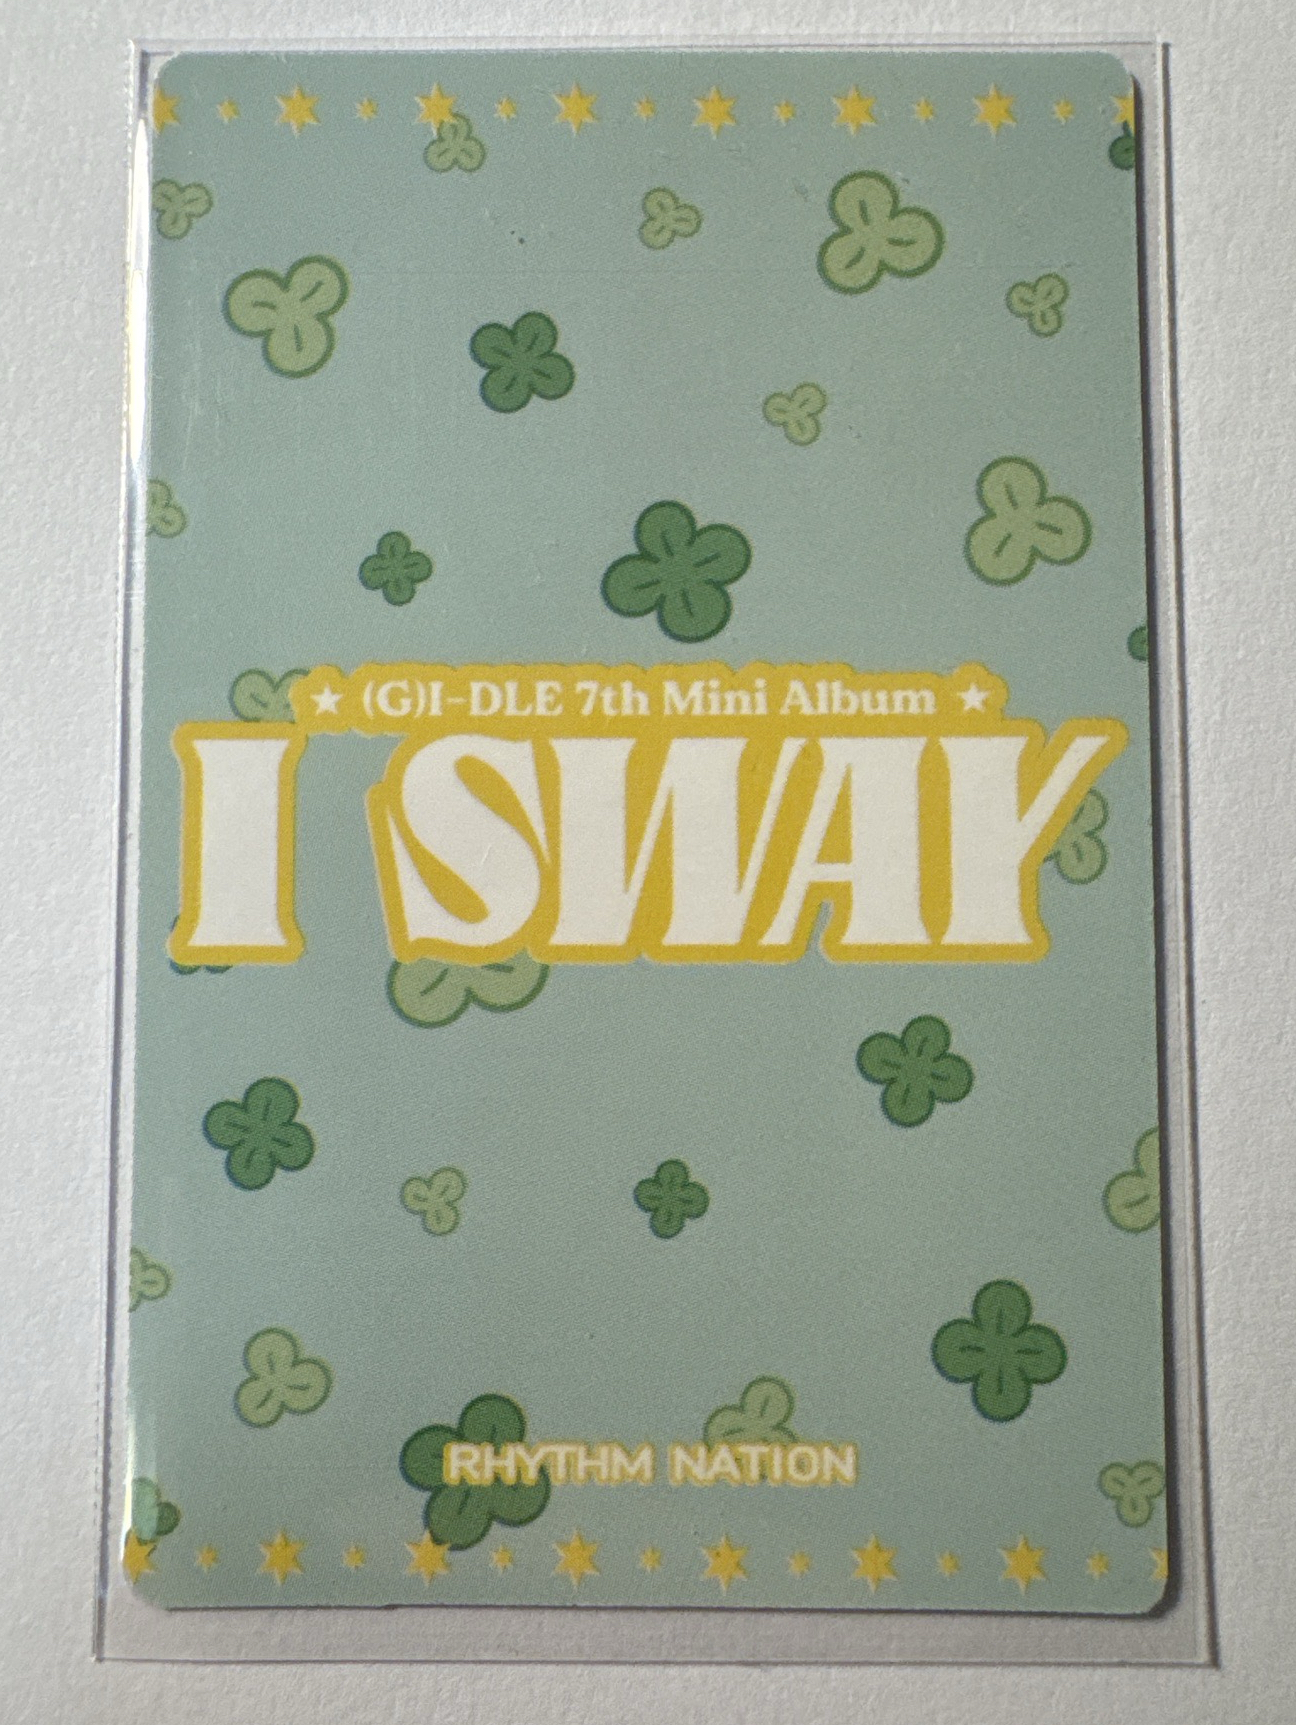 ★ (G)I-DLE 7th Mini Album ★
I SWAY
RHYTHM NATION